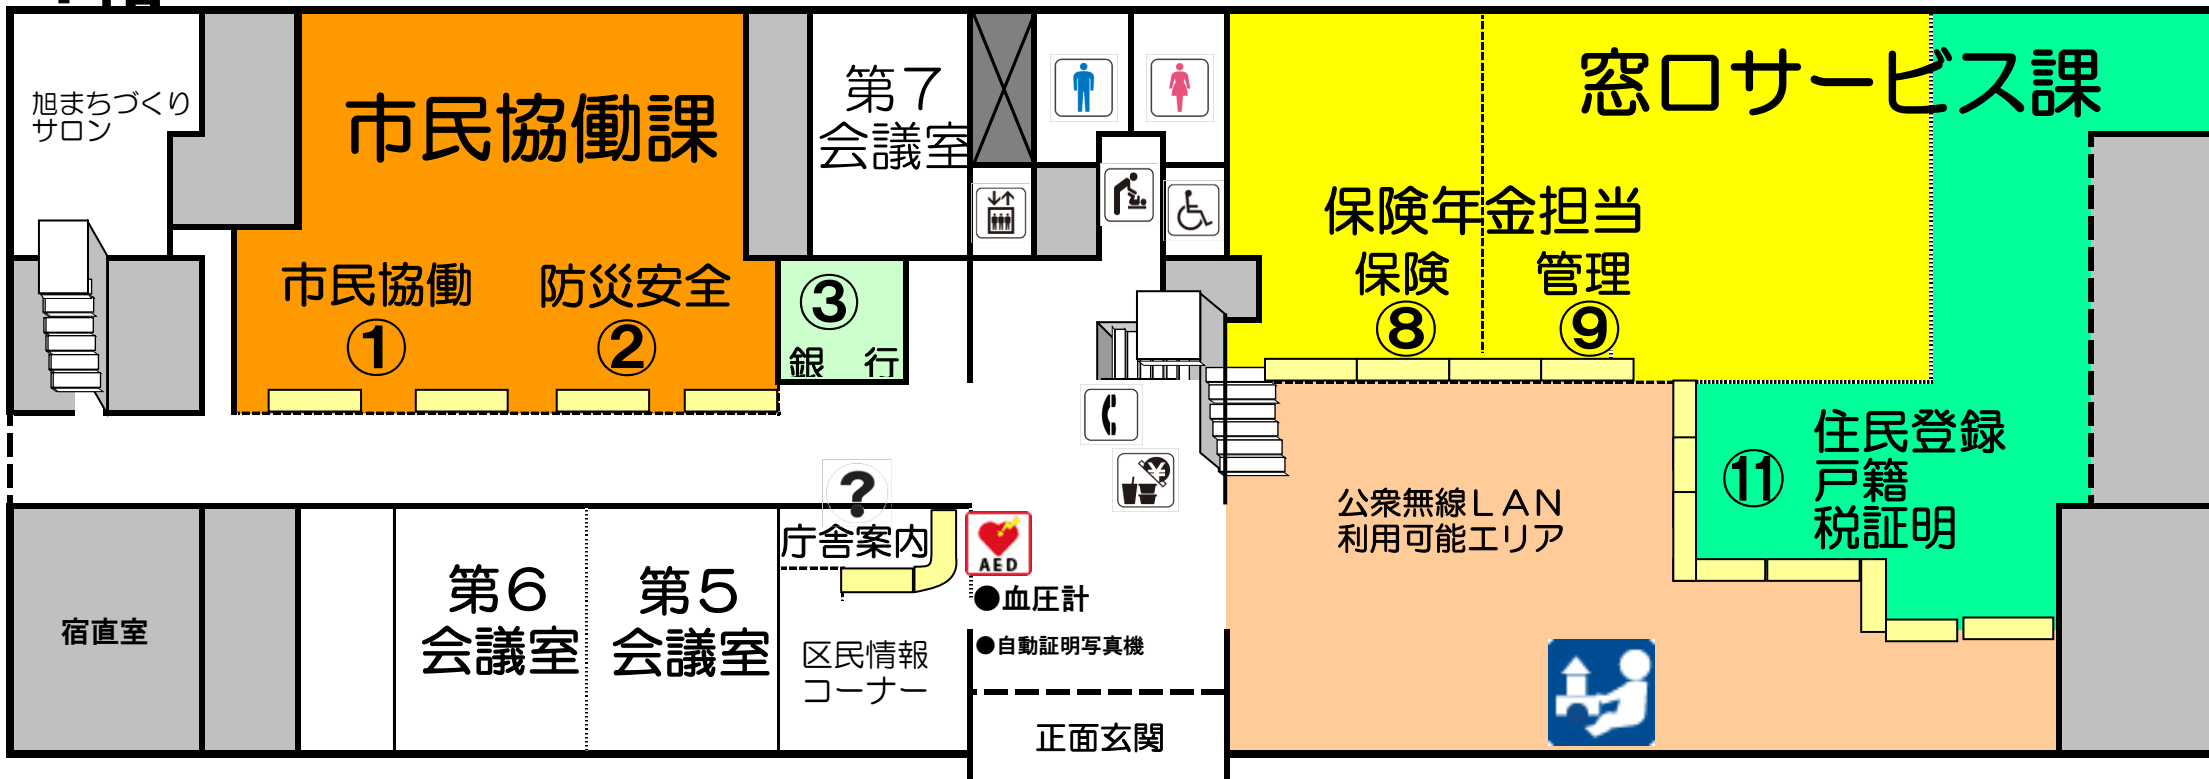 旭まちづくり
サロン
市民協働課
市民協働
①
防災安全
②
③
銀 行
第７
会議室
窓口サービス課
保険年金担当
保険
⑧
管理
⑨
⑪
住民登録
戸籍
税証明
公衆無線ＬＡＮ
利用可能エリア
?
庁舎案内
AED
●血圧計
●自動証明写真機
宿直室
第６
会議室
第５
会議室
区民情報
コーナー
正面玄関